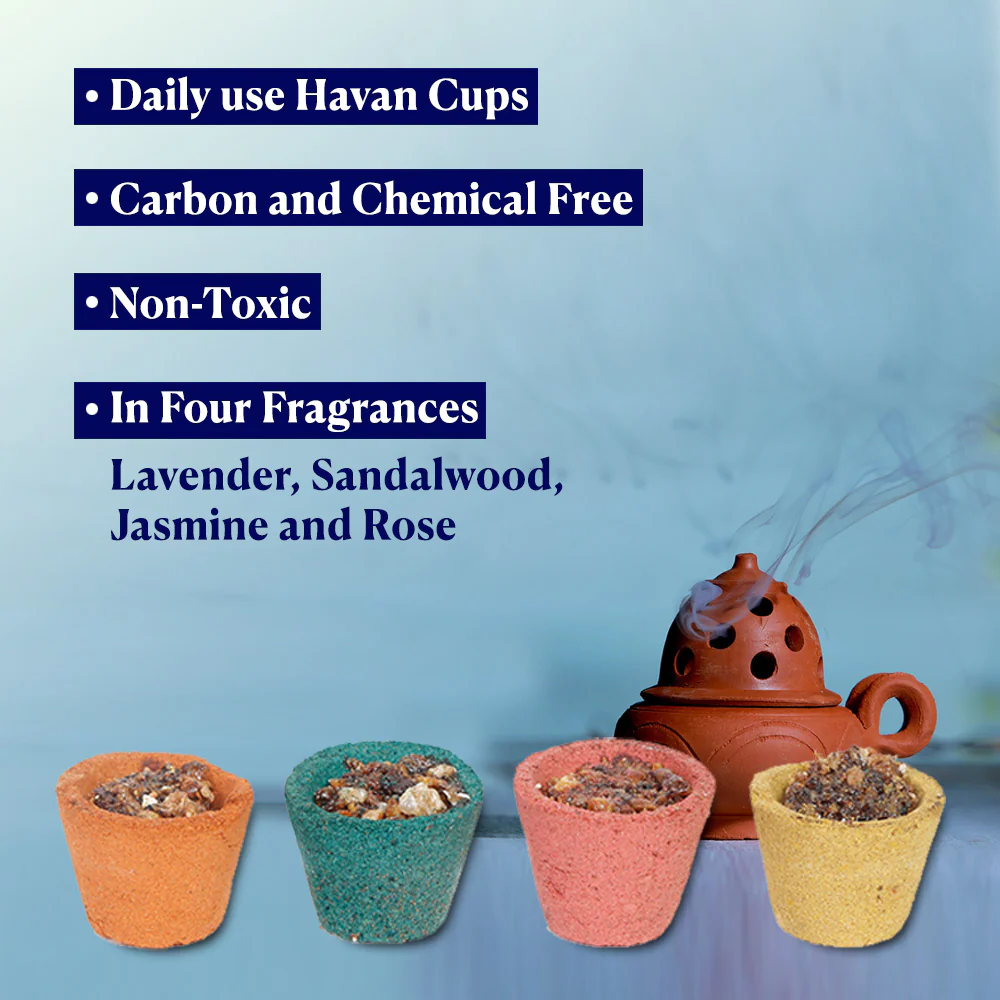 • Daily use Havan Cups
• Carbon and Chemical Free
• Non-Toxic
• In Four Fragrances
Lavender, Sandalwood,
Jasmine and Rose